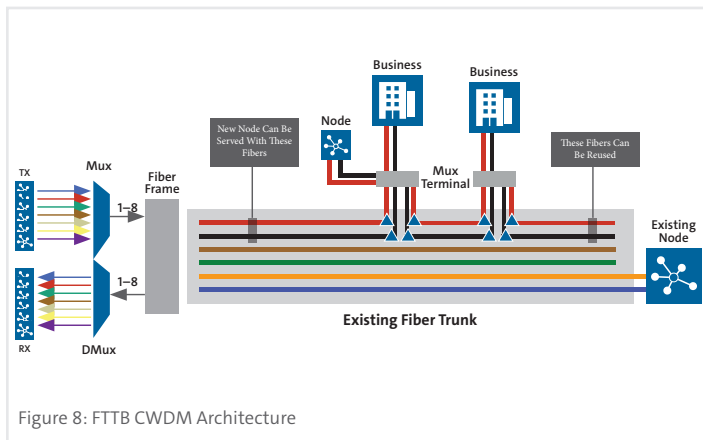 Business
Business
Node
New Node Can Be
Served With These
Fibers
These Fibers Can
Be Reused
Mux
Terminal
TX
Mux
Fiber
Frame
1–8
Existing
Node
1–8
RX
DMux
Existing Fiber Trunk
Figure 8: FTTB CWDM Architecture